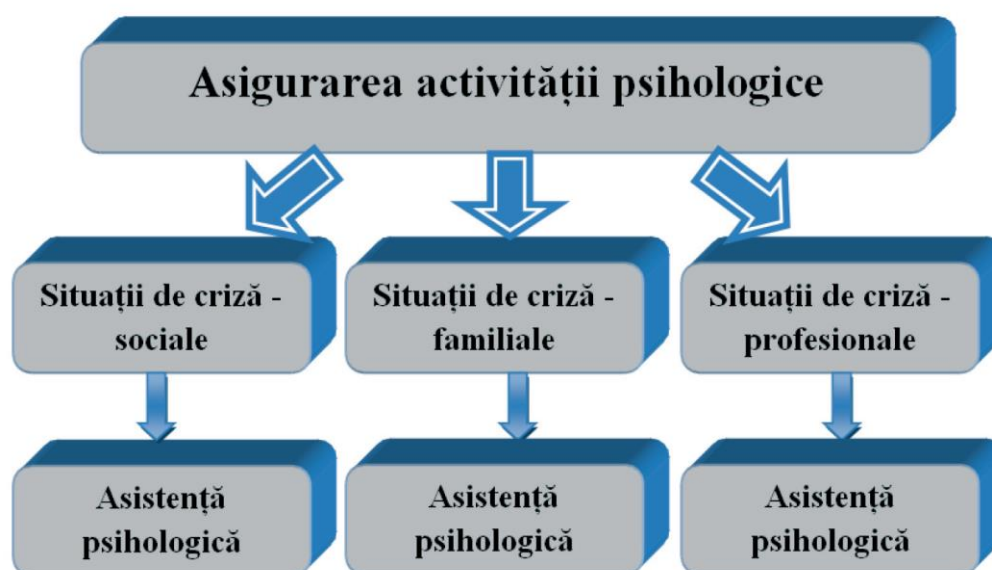 Asigurarea activității psihologice
Situații de criză -
sociale
Situații de criză -
familiale
Situații de criză -
profesionale
Asistență
psihologică
Asistență
psihologică
Asistență
psihologică